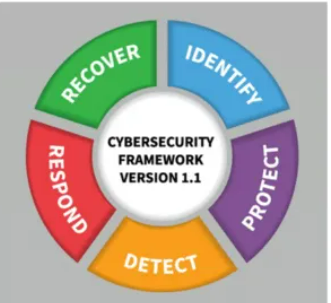 RECOVER
IDENTIFY
CYBERSECURITY
FRAMEWORK
VERSION 1.1
RESPOND
PROTECT
DETECT